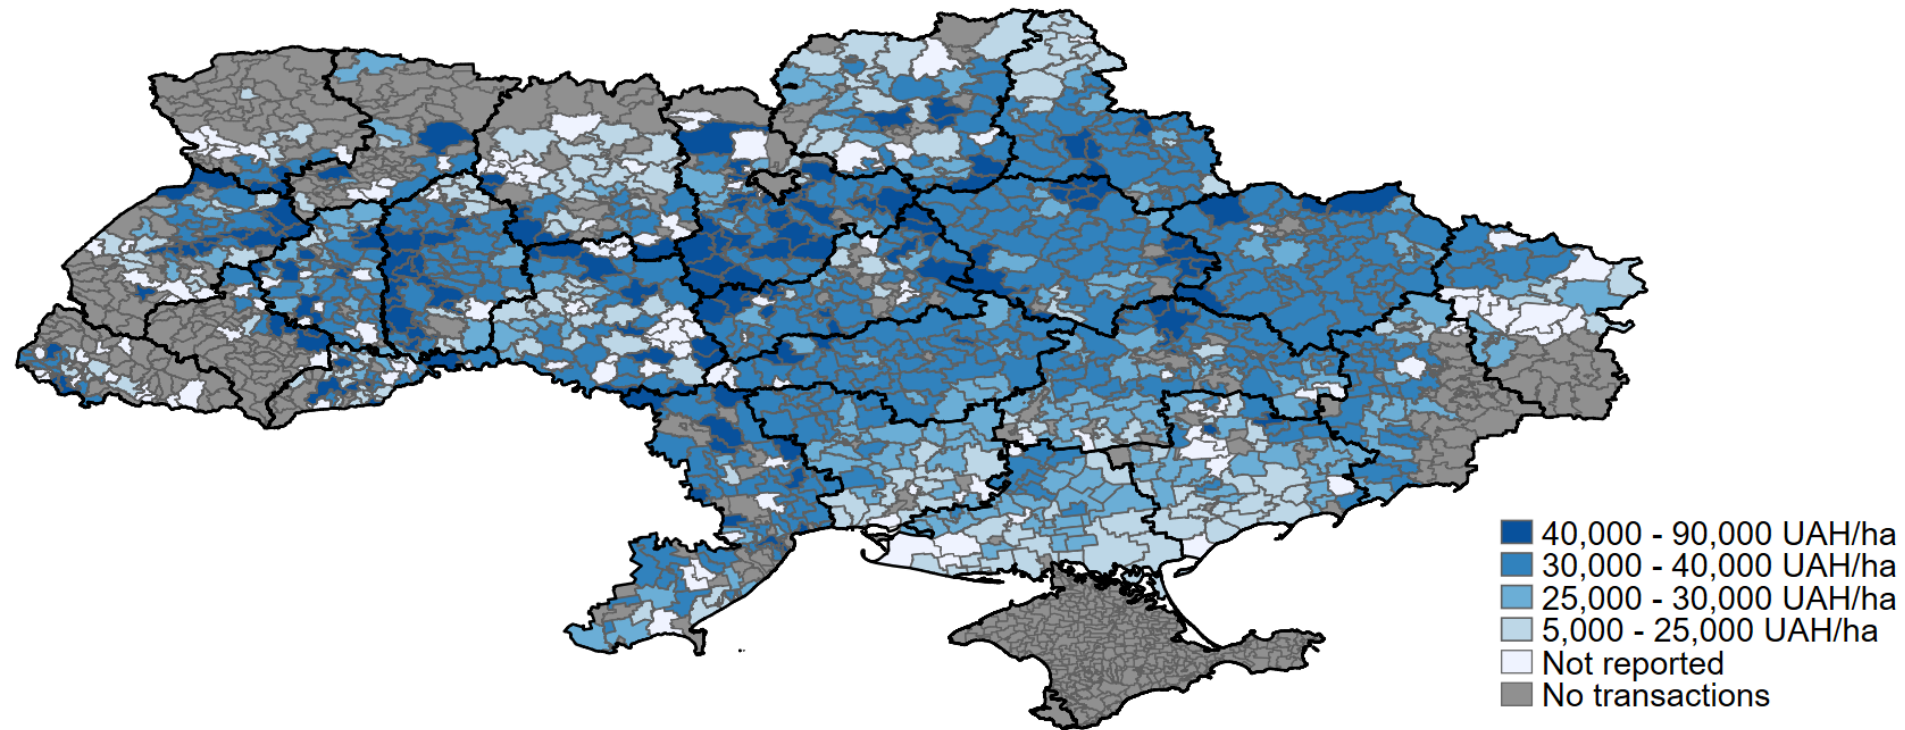 40,000 - 90,000 UAH/ha
30,000 - 40,000 UAH/ha
25,000 - 30,000 UAH/ha
5,000 - 25,000 UAH/ha
Not reported
No transactions